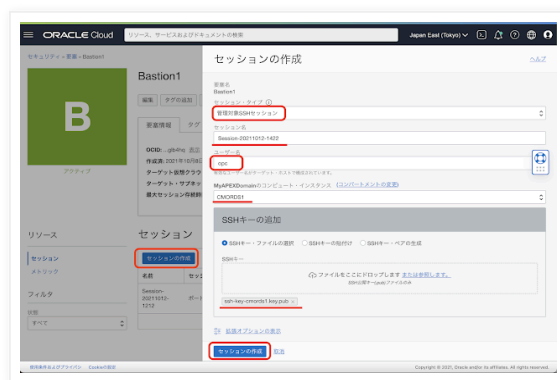 ORACLE Cloud
リソース、サービスおよびドキュメントの検索
Japan East (Tokyo)
セキュリティ » 要塞 » Bastion1
B
アクティブ
Bastion1
編集
タグの追加
要塞情報
タグ
作成済: 2021年10月8日
リソース
セッション
メトリック
フィルタ
状態
すべて
セッション
セッションの作成
名前
Session-
20211012-
1212
セッションの作成
ヘルプ
要塞名
Bastion1
セッション・タイプ
管理対象SSHセッション
セッション名
Session-20211012-1422
ユーザー名
opc
MyAPEXDomainのコンピュート・インスタンス (コンパートメントの変更)
CMORDS1
SSHキーの追加
SSHキー・ファイルの選択
SSHキーの貼付け
SSHキー・ペアの生成
SSHキー
ファイルをここにドロップします または参照します。
ssh-key-cmords1.key.pub ×
拡張オプションの表示
セッションの作成
取消
使用条件およびプライバシ
Cookieの設定
Copyright © 2021, Oracle and/or its affiliates. All rights reserved.